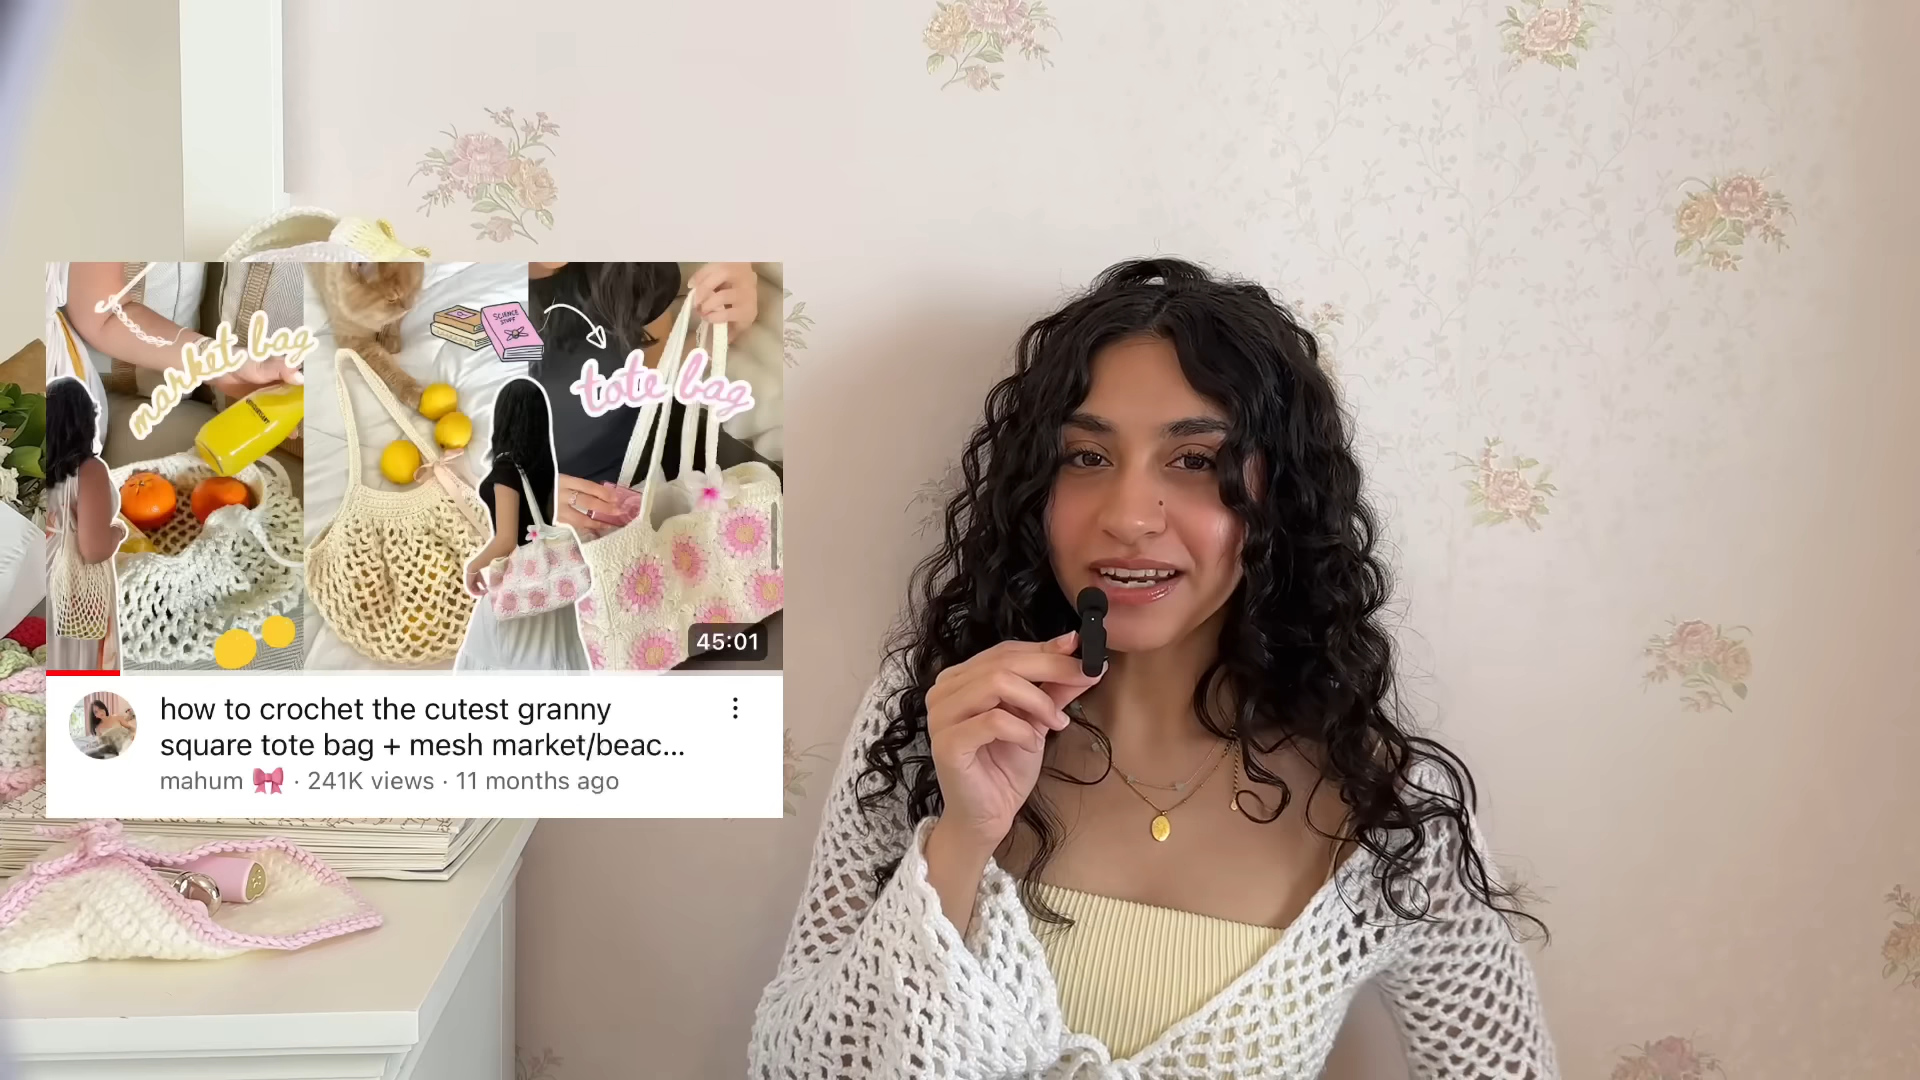 market bag
SCIENCE
STUFF
tote bag
45:01
how to crochet the cutest granny
square tote bag + mesh market/beac...
mahum 🎀 · 241K views · 11 months ago